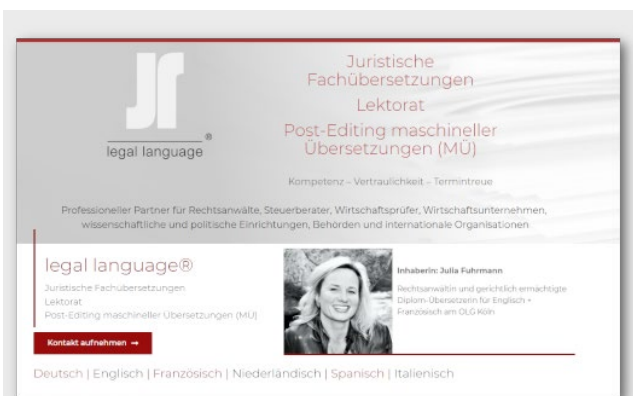 Juristische
Fachübersetzungen
Lektorat
Post-Editing maschineller
Übersetzungen (MÜ)
legal language®
Kompetenz – Vertraulichkeit – Termintreue
Professioneller Partner für Rechtsanwälte, Steuerberater, Wirtschaftsprüfer, Wirtschaftsunternehmen,
wissenschaftliche und politische Einrichtungen, Behörden und internationale Organisationen
legal language®
Juristische Fachübersetzungen
Lektorat
Post-Editing maschineller Übersetzungen (MÜ)
Kontakt aufnehmen →
Inhaberin: Julia Fuhrmann
Rechtsanwältin und gerichtlich ermächtigte
Diplom-Übersetzerin für Englisch +
Französisch am OLG Köln
Deutsch | Englisch | Französisch | Niederländisch | Spanisch | Italienisch